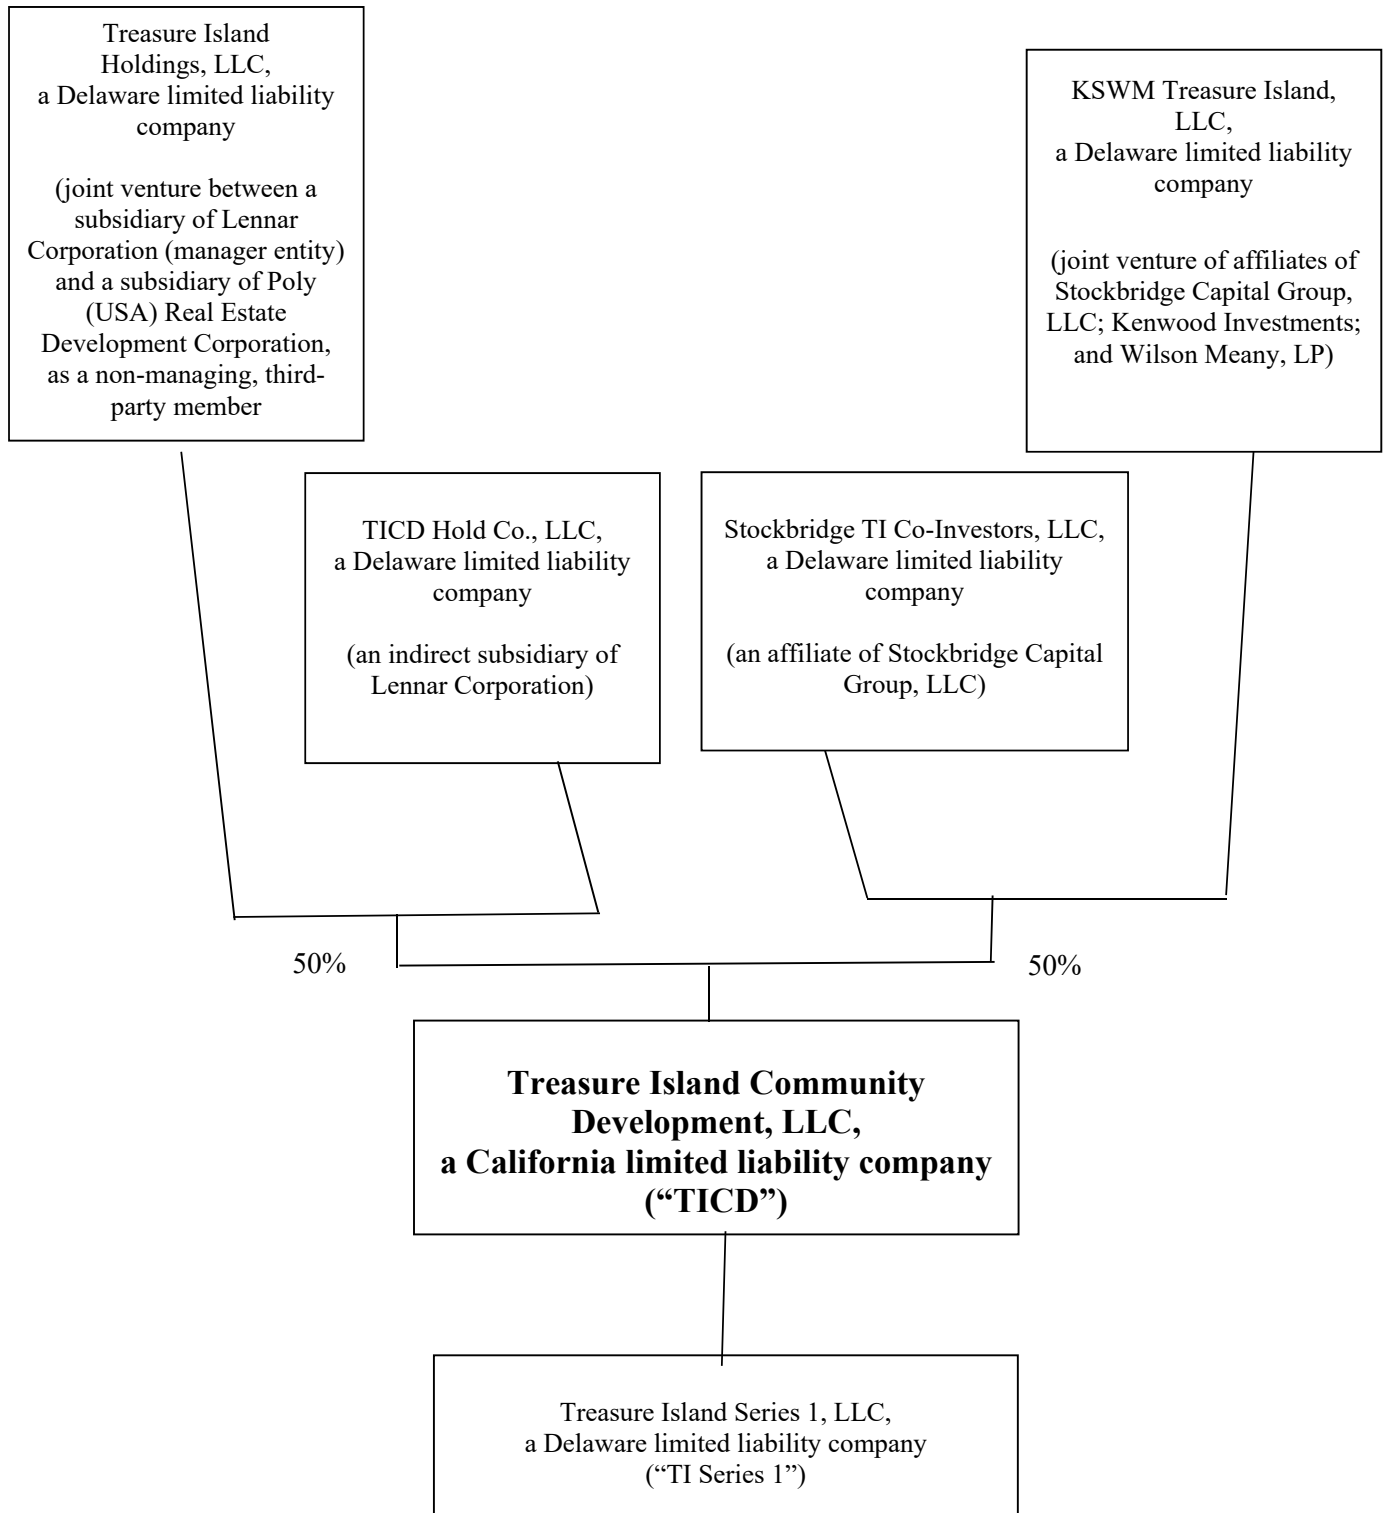 Treasure Island
Holdings, LLC,
a Delaware limited liability
company
(joint venture between a
subsidiary of Lennar
Corporation (manager entity)
and a subsidiary of Poly
(USA) Real Estate
Development Corporation,
as a non-managing, third-
party member
KSWM Treasure Island,
LLC,
a Delaware limited liability
company
(joint venture of affiliates of
Stockbridge Capital Group,
LLC; Kenwood Investments;
and Wilson Meany, LP)
TICD Hold Co., LLC,
a Delaware limited liability
company
(an indirect subsidiary of
Lennar Corporation)
Stockbridge TI Co-Investors, LLC,
a Delaware limited liability
company
(an affiliate of Stockbridge Capital
Group, LLC)
50%
50%
Treasure Island Community
Development, LLC,
a California limited liability company
(“TICD”)
Treasure Island Series 1, LLC,
a Delaware limited liability company
(“TI Series 1”)